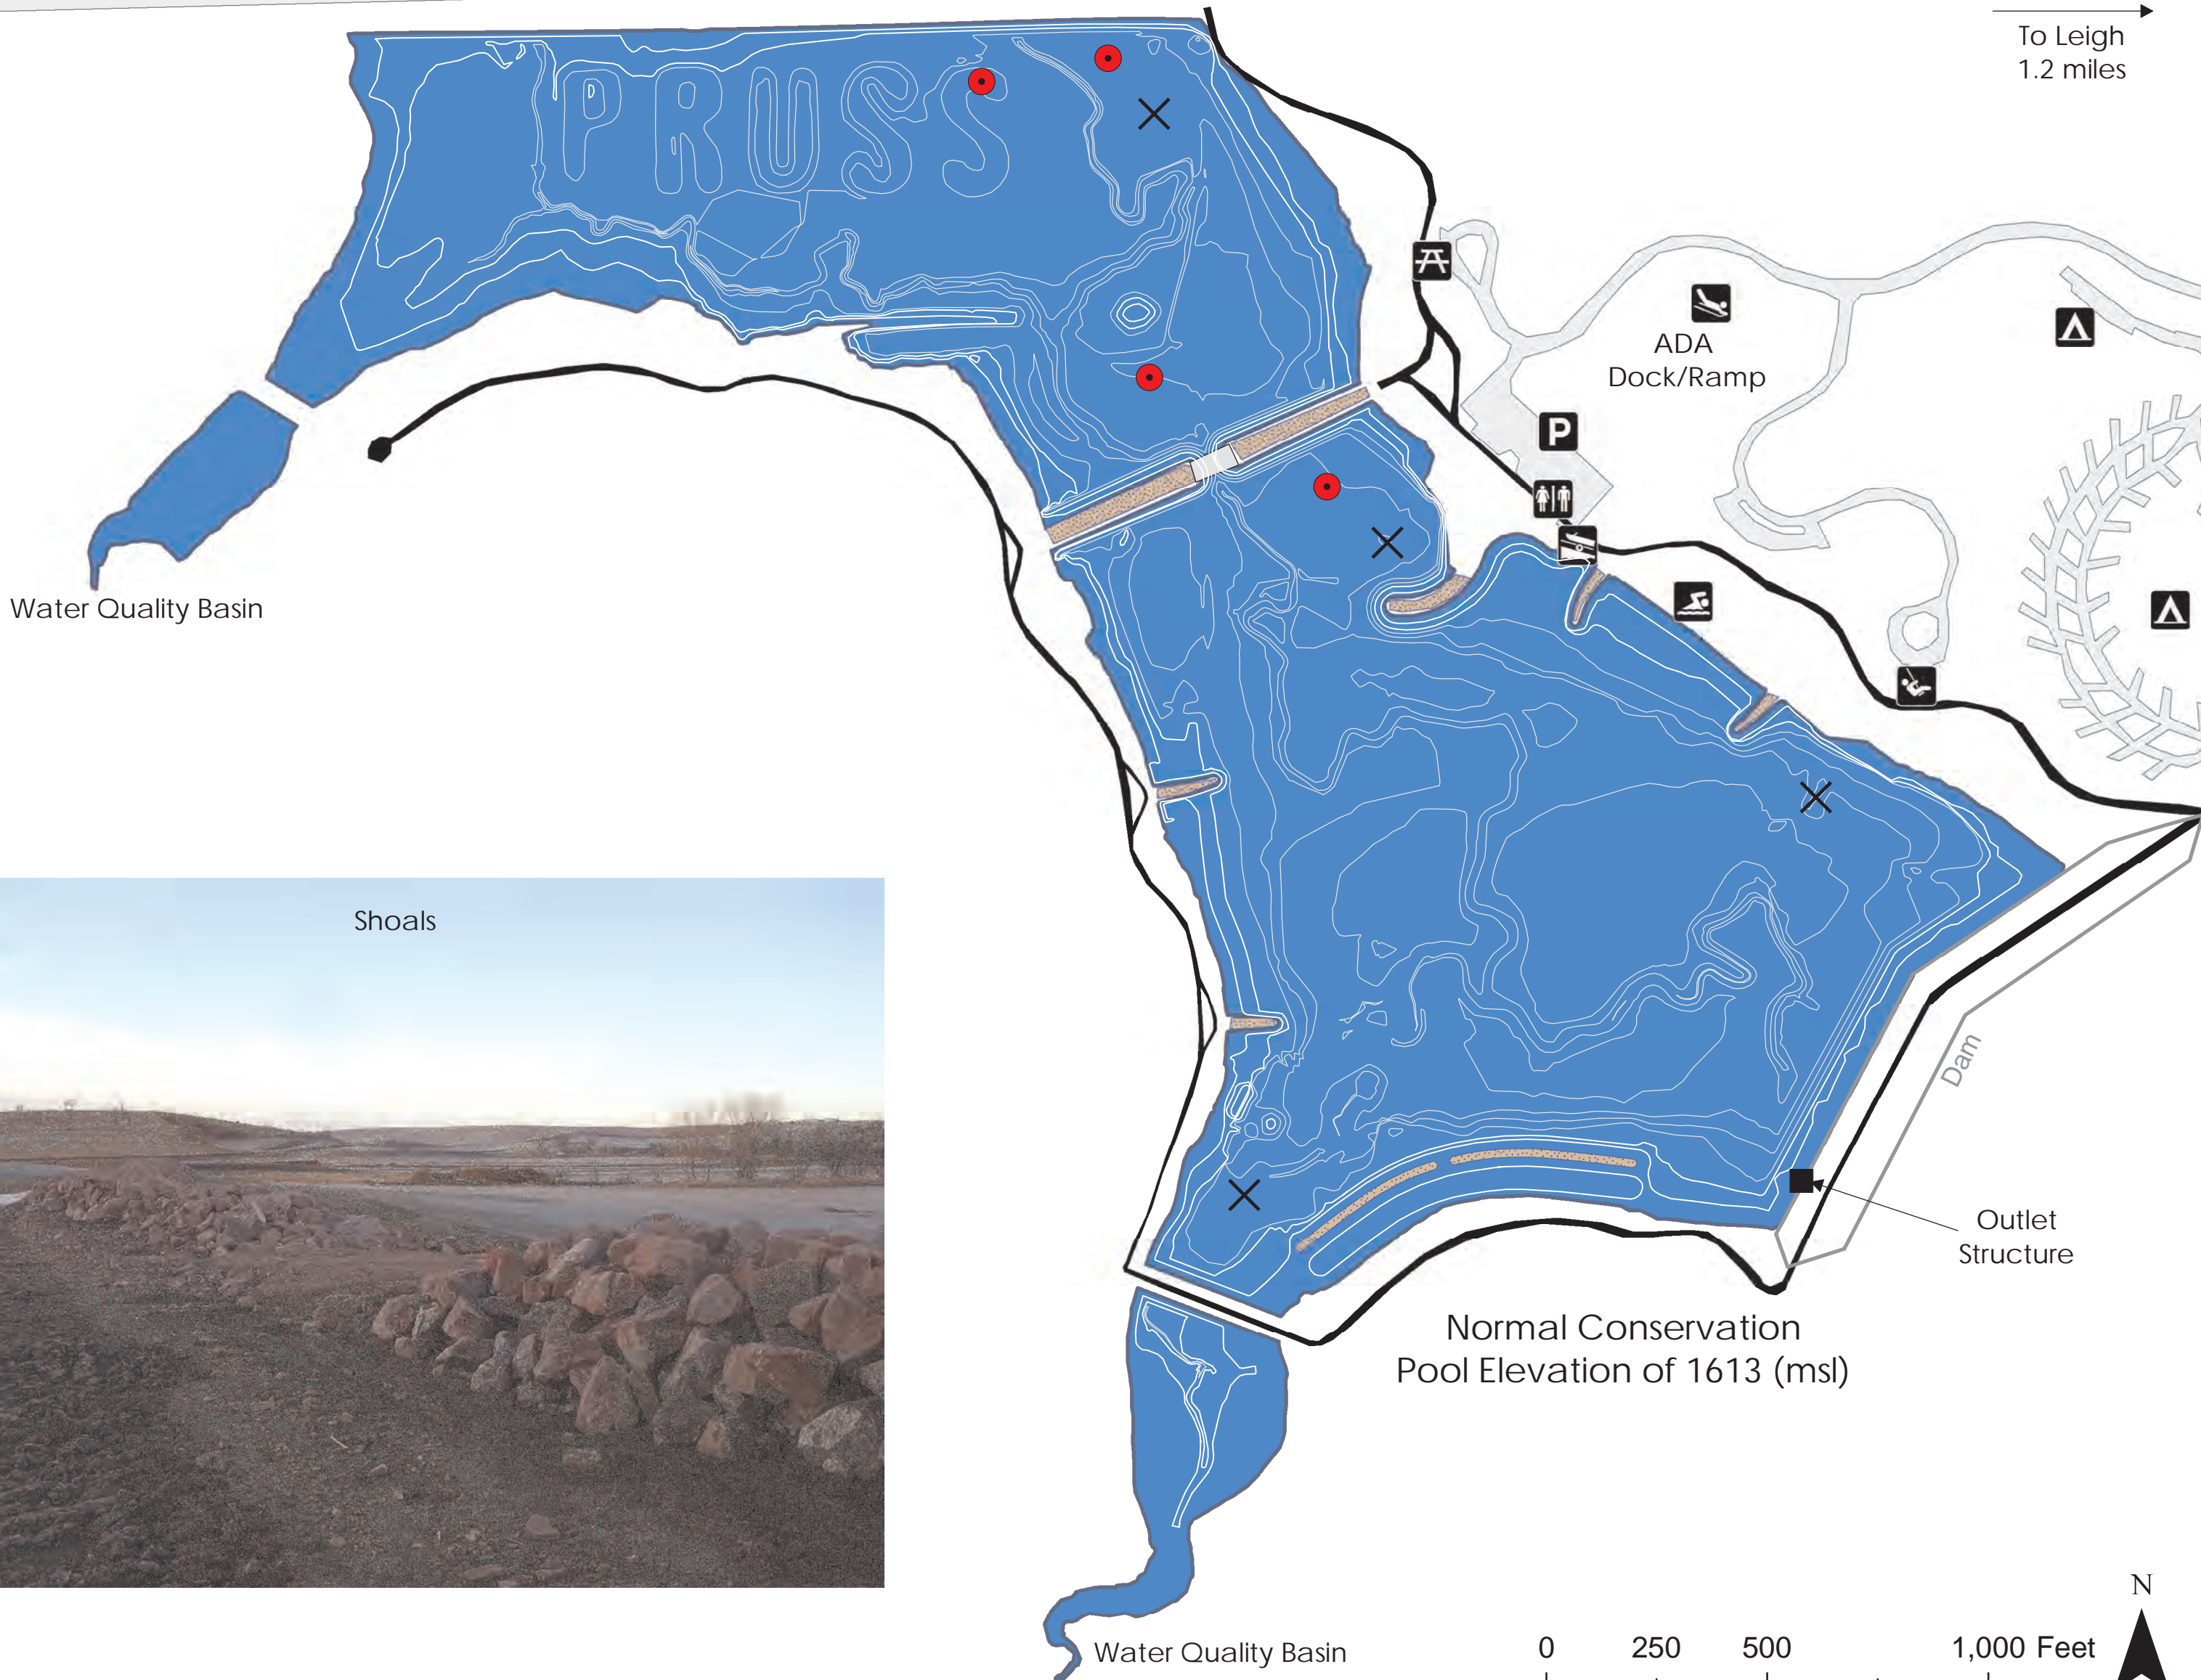 To Leigh
1.2 miles
PRUSS
ADA
Dock/Ramp
P
Water Quality Basin
Shoals
Dam
Outlet
Structure
Normal Conservation
Pool Elevation of 1613 (msl)
N
0 250 500 1,000 Feet
Water Quality Basin